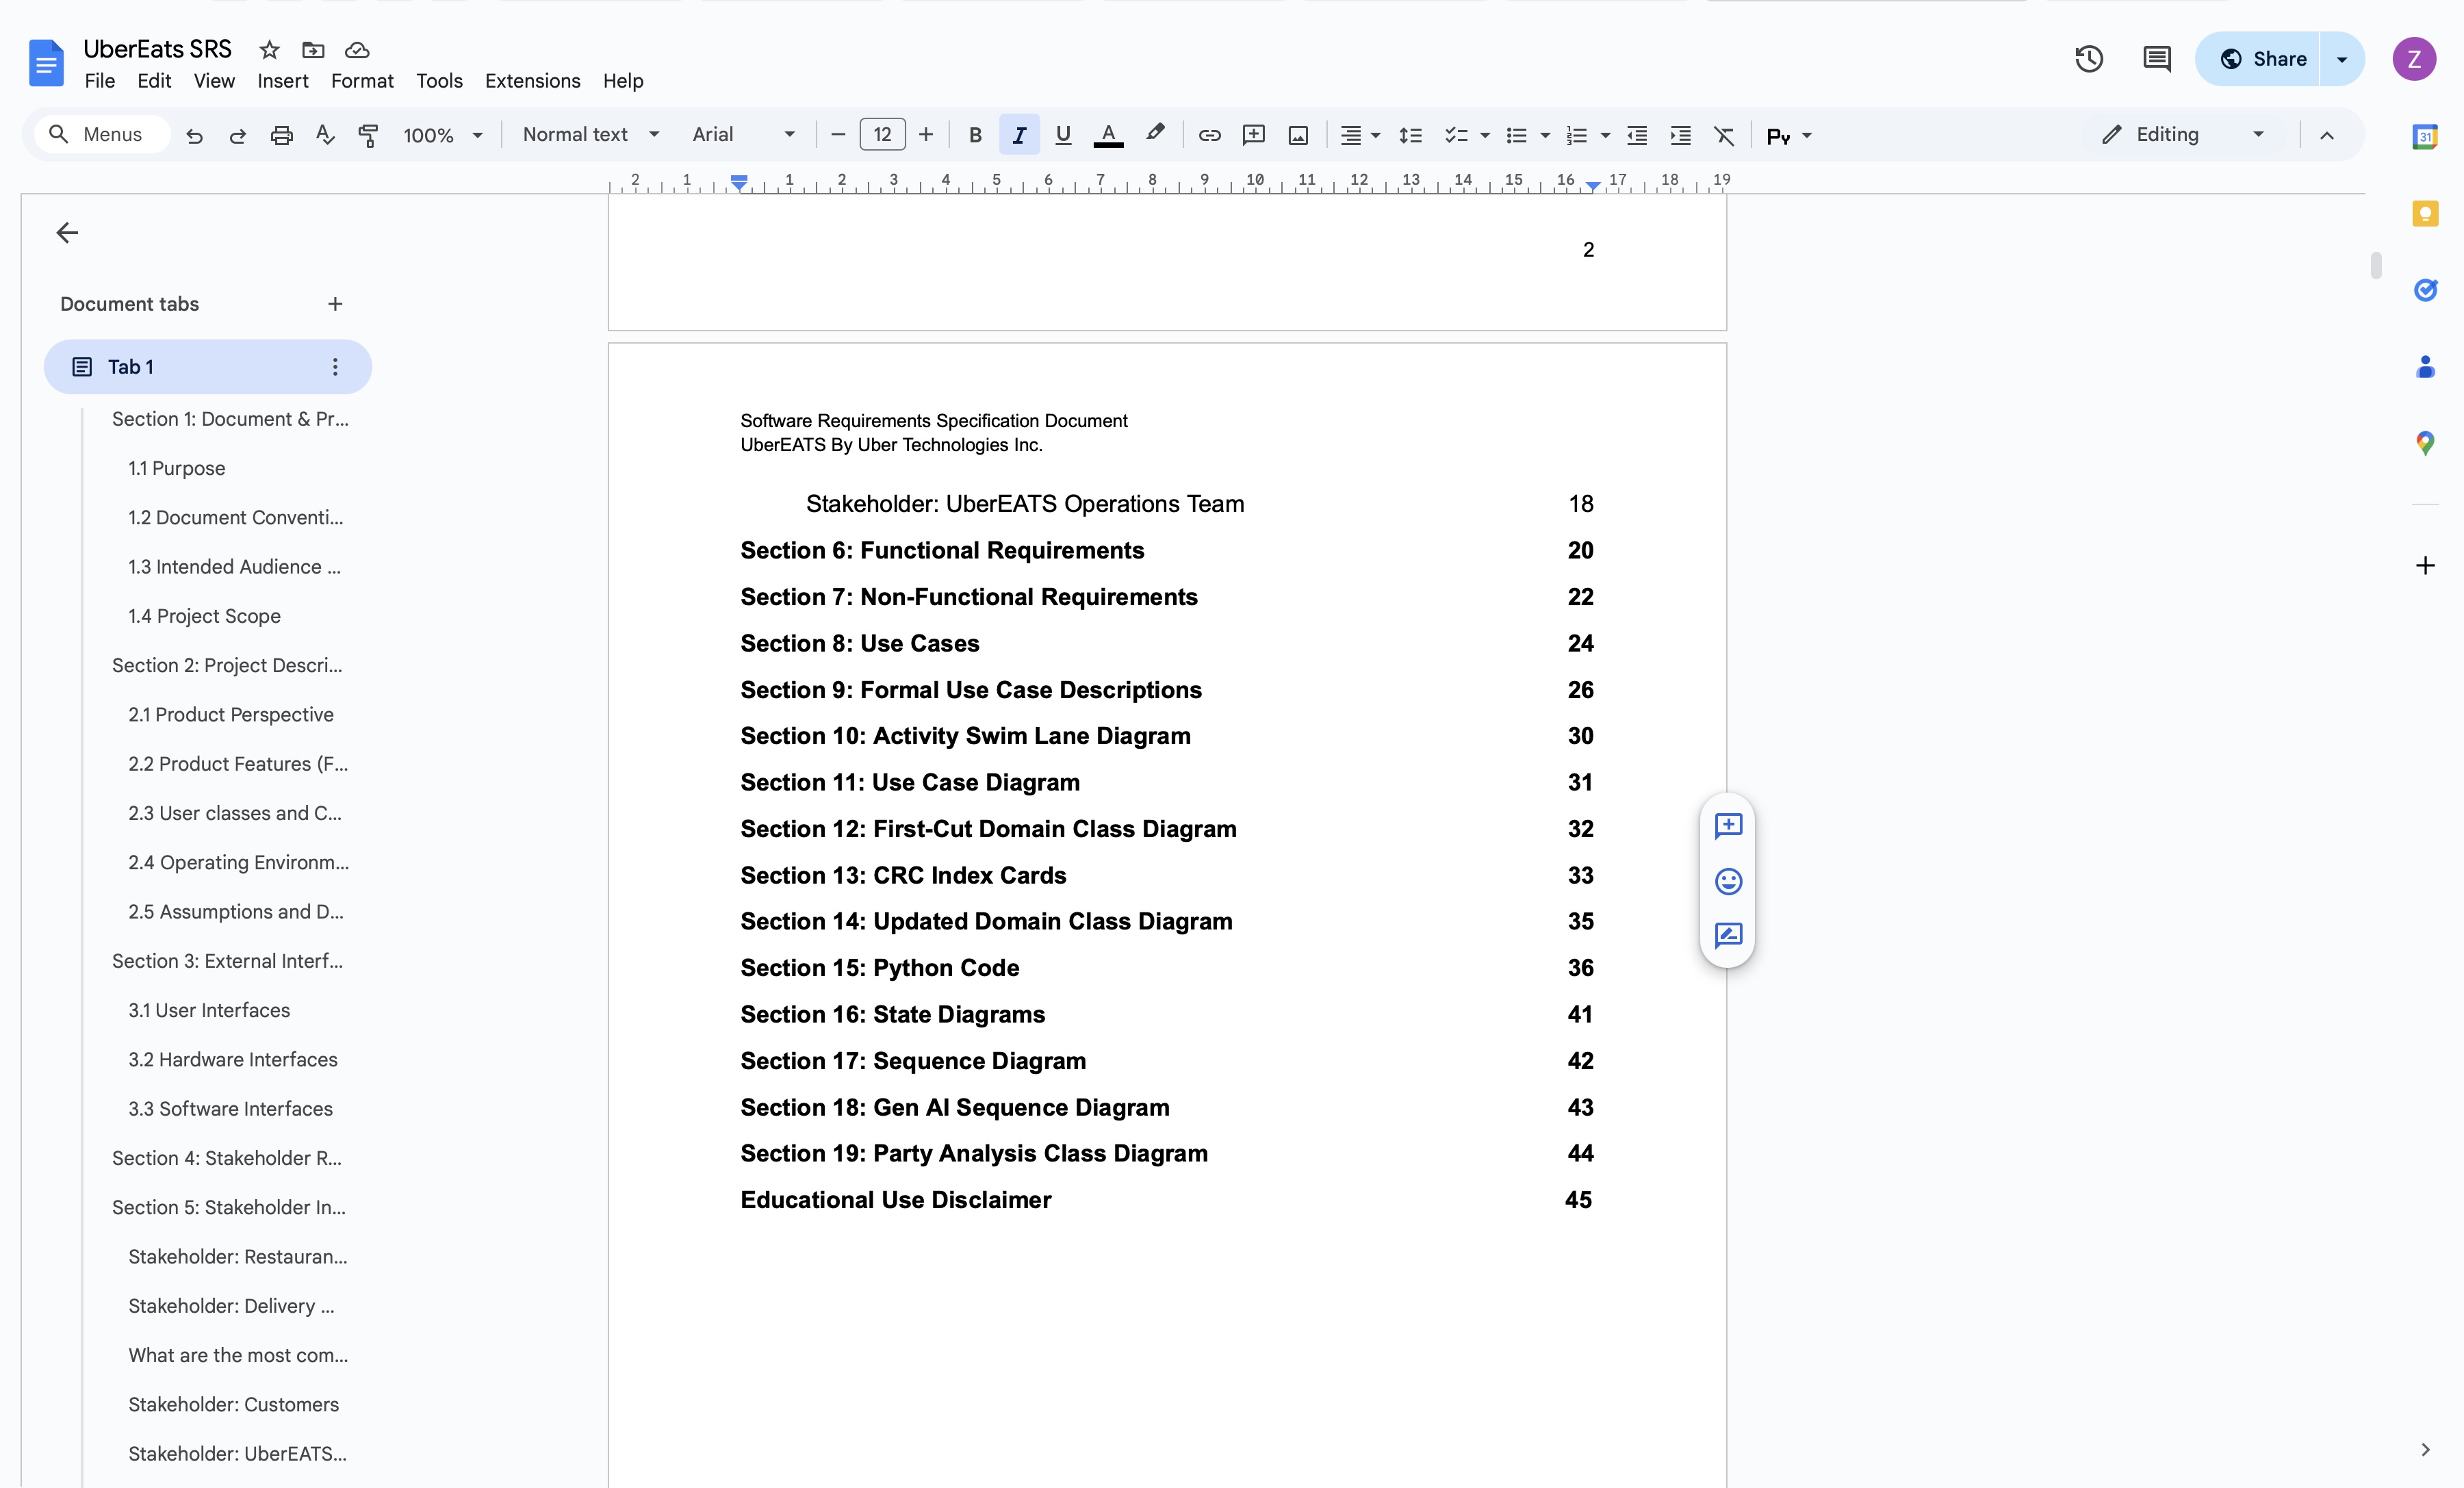 UberEats SRS
File Edit View Insert Format Tools Extensions Help
Share
Z
Menus 100% Normal text Arial 12 B I U A Py Editing
31
2 1 1 2 3 4 5 6 7 8 9 10 11 12 13 14 15 16 17 18 19
Document tabs
Tab 1
Section 1: Document & Pr...
1.1 Purpose
1.2 Document Conventi...
1.3 Intended Audience ...
1.4 Project Scope
Section 2: Project Descri...
2.1 Product Perspective
2.2 Product Features (F...
2.3 User classes and C...
2.4 Operating Environm...
2.5 Assumptions and D...
Section 3: External Interf...
3.1 User Interfaces
3.2 Hardware Interfaces
3.3 Software Interfaces
Section 4: Stakeholder R...
Section 5: Stakeholder In...
Stakeholder: Restauran...
Stakeholder: Delivery ...
What are the most com...
Stakeholder: Customers
Stakeholder: UberEATS...
2
Software Requirements Specification Document
UberEATS By Uber Technologies Inc.
Stakeholder: UberEATS Operations Team 18
Section 6: Functional Requirements 20
Section 7: Non-Functional Requirements 22
Section 8: Use Cases 24
Section 9: Formal Use Case Descriptions 26
Section 10: Activity Swim Lane Diagram 30
Section 11: Use Case Diagram 31
Section 12: First-Cut Domain Class Diagram 32
Section 13: CRC Index Cards 33
Section 14: Updated Domain Class Diagram 35
Section 15: Python Code 36
Section 16: State Diagrams 41
Section 17: Sequence Diagram 42
Section 18: Gen AI Sequence Diagram 43
Section 19: Party Analysis Class Diagram 44
Educational Use Disclaimer 45